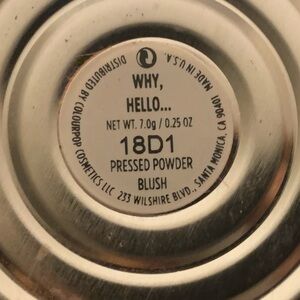 WHY,
HELLO...
NET WT. 7.0g / 0.25 OZ
18D1
PRESSED POWDER
BLUSH
DISTRIBUTED BY COLOURPOP COSMETICS LLC 233 WILSHIRE BLVD., SANTA MONICA, CA 90401 MADE IN U.S.A.